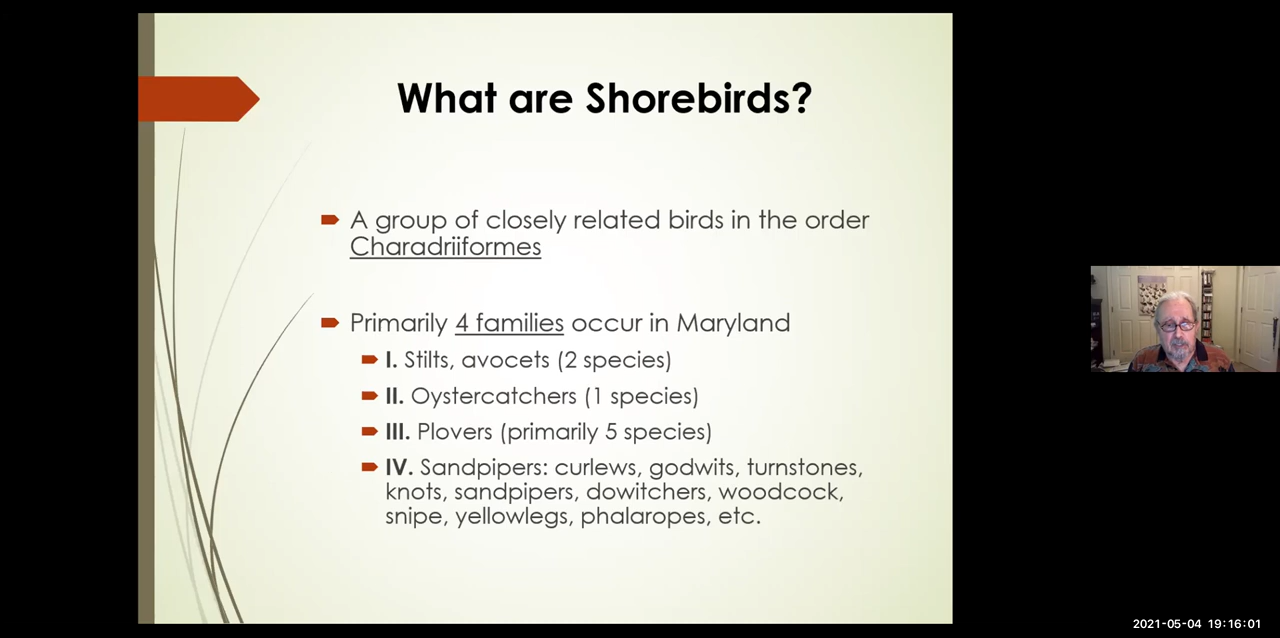 What are Shorebirds?
A group of closely related birds in the order
Charadriiformes
Primarily 4 families occur in Maryland
I. Stilts, avocets (2 species)
II. Oystercatchers (1 species)
III. Plovers (primarily 5 species)
IV. Sandpipers: curlews, godwits, turnstones,
knots, sandpipers, dowitchers, woodcock,
snipe, yellowlegs, phalaropes, etc.
2021-05-04 19:16:01